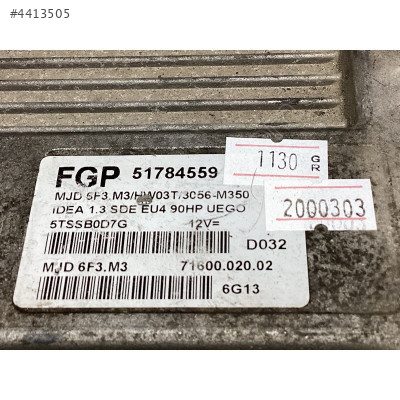 #4413505
FGP 51784559
1130 GR
MJD 6F3.M3/HW03T/3056-M350
2000303
IDEA 1.3 SDE EU4 90HP UEGO
5TSSB0D7G 12V=
D032
MJD 6F3.M3 71600.020.02
6G13